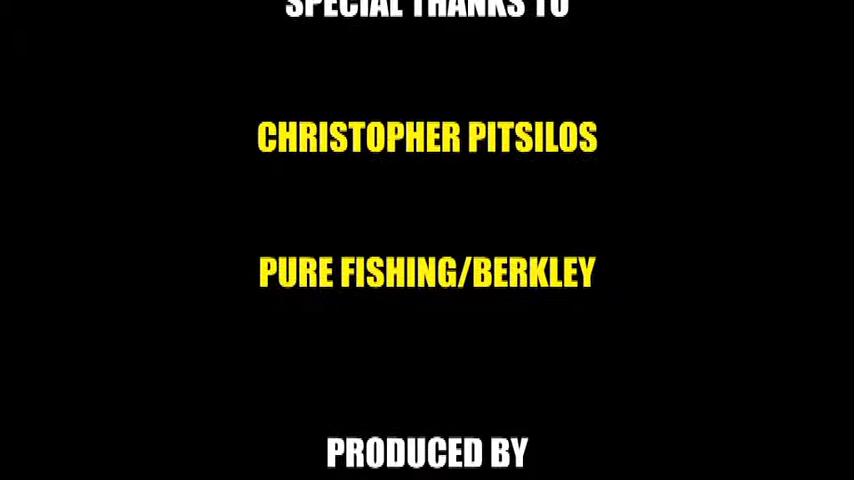 SPECIAL THANKS TO
CHRISTOPHER PITSILOS
PURE FISHING/BERKLEY
PRODUCED BY